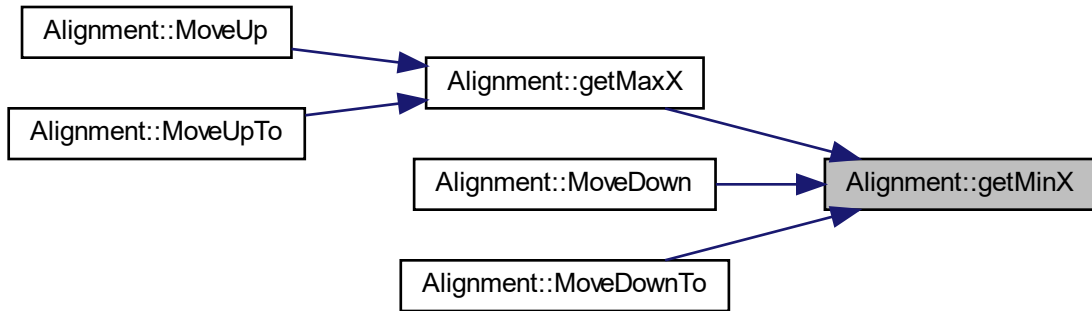 Alignment::MoveUp
Alignment::getMaxX
Alignment::MoveUpTo
Alignment::MoveDown
Alignment::getMinX
Alignment::MoveDownTo